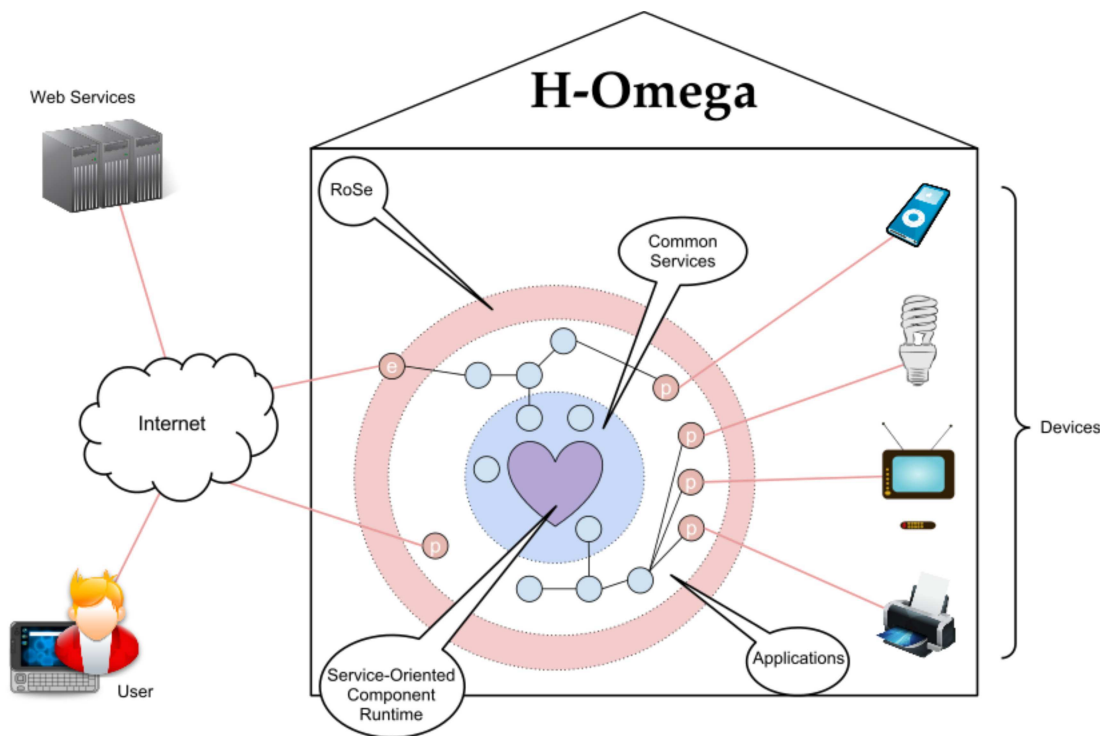 H-Omega
Web Services
RoSe
Common
Services
e
p
p
p
p
p
Internet
Devices
User
Service-Oriented
Component
Runtime
Applications